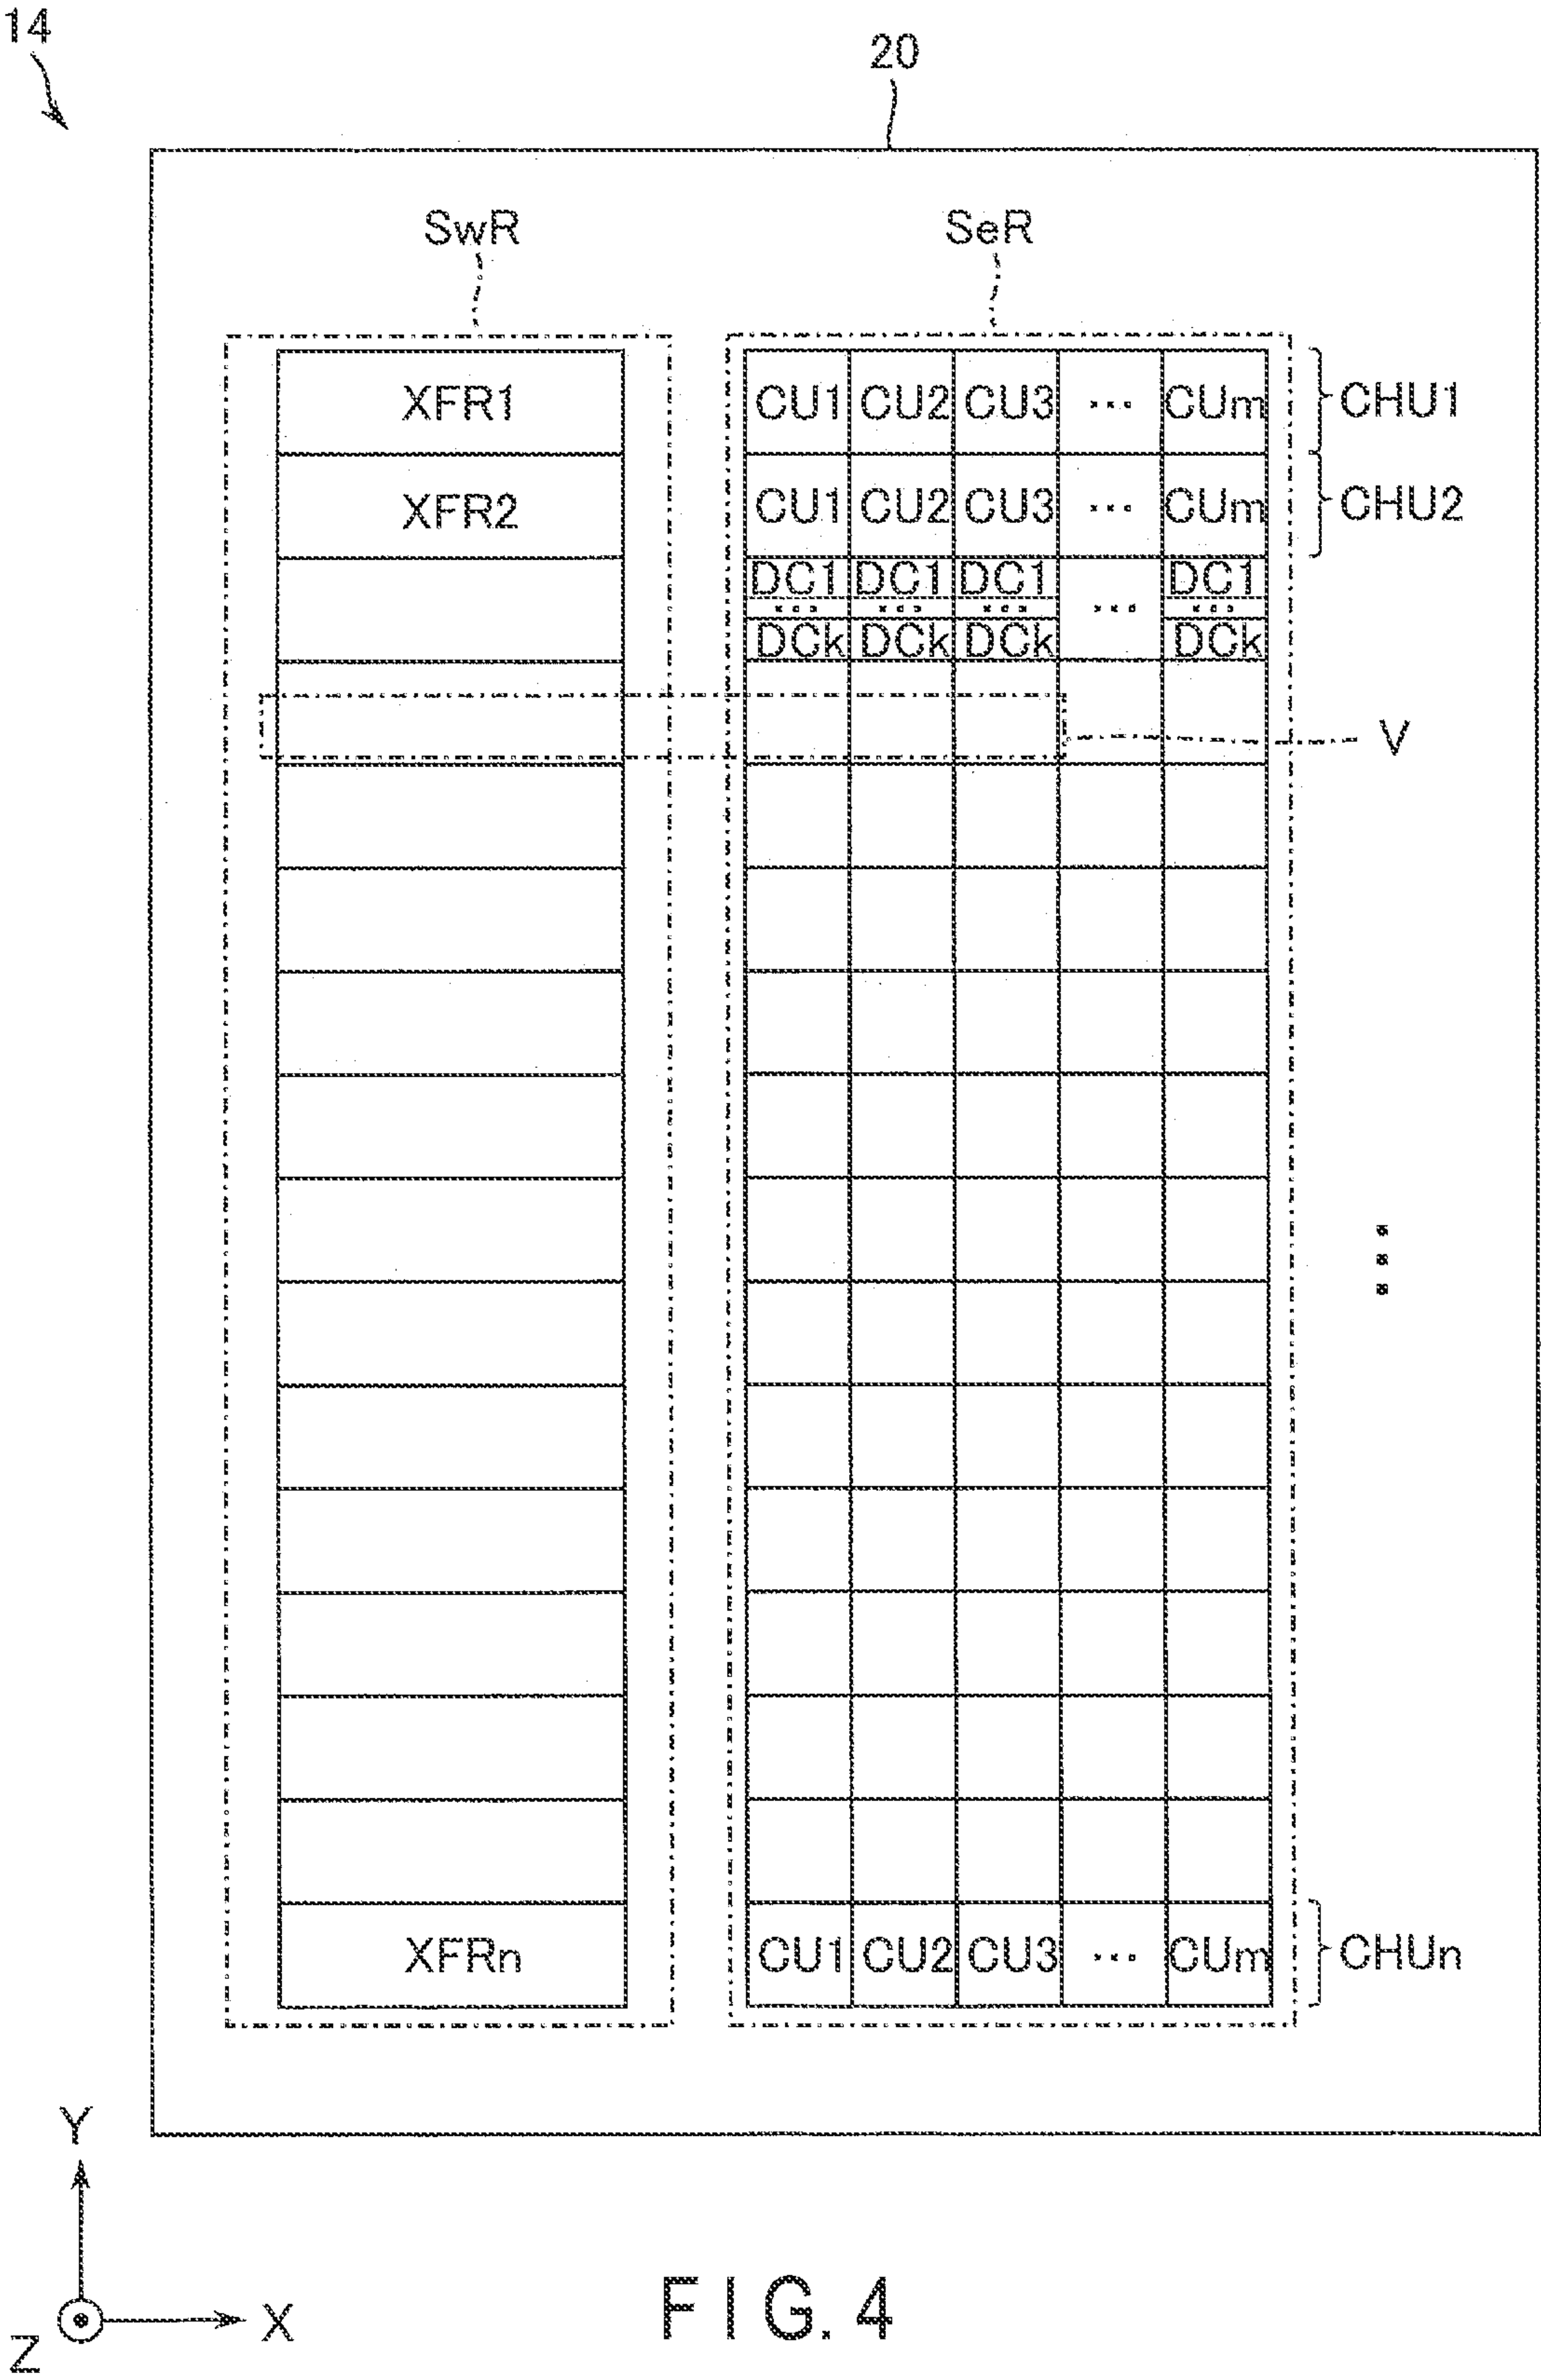 14
20
SwR SeR
XFR1 CU1 CU2 CU3 ... CUm CHU1
XFR2 CU1 CU2 CU3 ... CUm CHU2
DC1 DC1 DC1 DC1
... ... ... ... ...
DCk DCk DCk DCk
V
...
XFRn CU1 CU2 CU3 ... CUm CHUn
Y
X
Z
FIG. 4